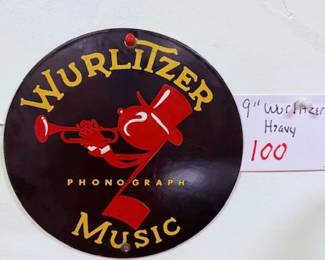 WURLITZER
PHONOGRAPH
MUSIC
9" WURLITZER
Heavy
100